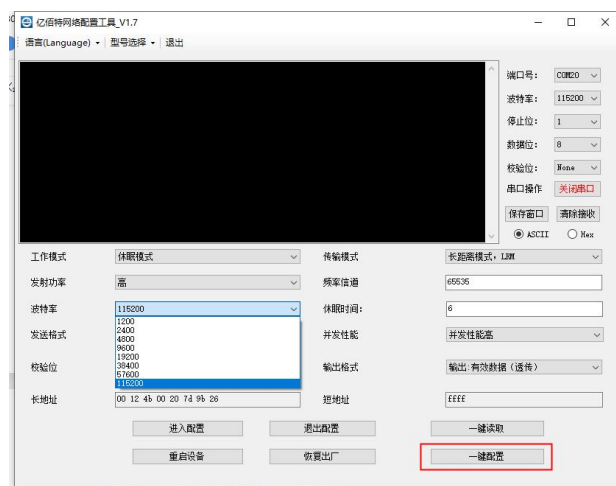 亿佰特网络配置工具_V1.7
语言(Language) 型号选择 退出
端口号: COM20
波特率: 115200
停止位: 1
数据位: 8
校验位: None
串口操作 关闭串口
保存窗口 清除接收
ASCII Hex
工作模式 休眠模式 传输模式 长距离模式,LRM
发射功率 高 频率信道 65535
波特率 115200 休眠时间: 6
1200
2400
4800
9600
19200
38400
57600
115200
发送格式 并发性能 并发性能高
校验位 输出格式 输出:有效数据(透传)
长地址 00 12 4b 00 20 7d 9b 26 短地址 ffff
进入配置 退出配置 一键读取
重启设备 恢复出厂 一键配置